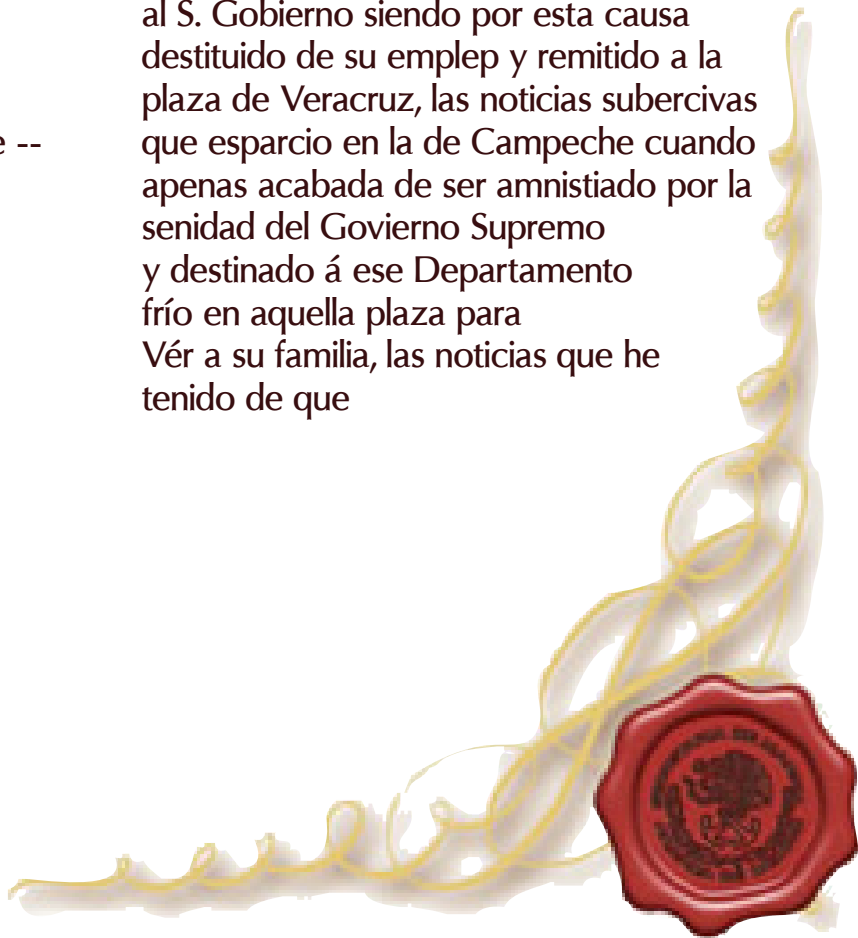 al S. Gobierno siendo por esta causa
destituido de su emplep y remitido a la
plaza de Veracruz, las noticias subercivas
e --
que esparcio en la de Campeche cuando
apenas acabada de ser amnistiado por la
senidad del Govierno Supremo
y destinado á ese Departamento
frío en aquella plaza para
Vér a su familia, las noticias que he
tenido de que